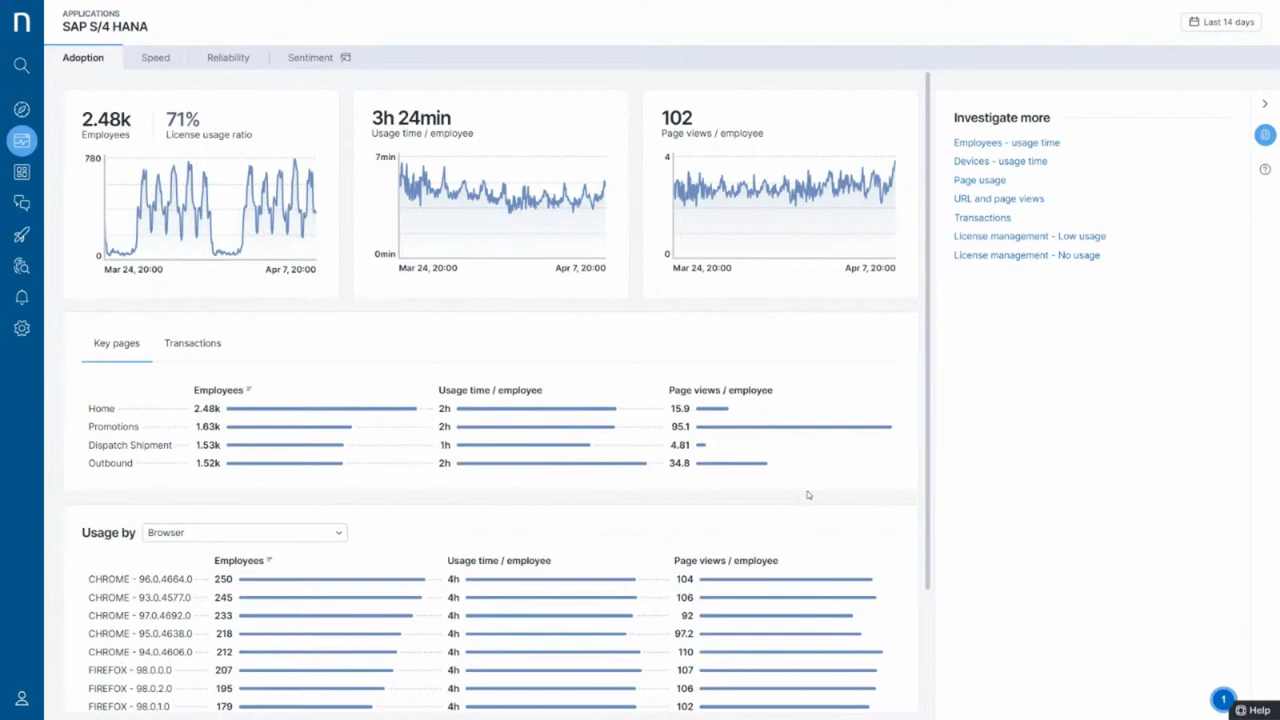 n
APPLICATIONS
SAP S/4 HANA
Last 14 days
Adoption Speed Reliability Sentiment
2.48k 71%
Employees License usage ratio
780
0
Mar 24, 20:00 Apr 7, 20:00
3h 24min
Usage time / employee
7min
0min
Mar 24, 20:00 Apr 7, 20:00
102
Page views / employee
4
0
Mar 24, 20:00 Apr 7, 20:00
Investigate more
Employees - usage time
Devices - usage time
Page usage
URL and page views
Transactions
License management - Low usage
License management - No usage
Key pages Transactions
Employees Usage time / employee Page views / employee
Home 2.48k 2h 15.9
Promotions 1.63k 2h 95.1
Dispatch Shipment 1.53k 1h 4.81
Outbound 1.52k 2h 34.8
Usage by Browser
Employees Usage time / employee Page views / employee
CHROME - 96.0.4664.0 250 4h 104
CHROME - 93.0.4577.0 245 4h 106
CHROME - 97.0.4692.0 233 4h 92
CHROME - 95.0.4638.0 218 4h 97.2
CHROME - 94.0.4606.0 212 4h 110
FIREFOX - 98.0.0.0 207 4h 107
FIREFOX - 98.0.2.0 195 4h 106
FIREFOX - 98.0.1.0 179 4h 102
1
Help